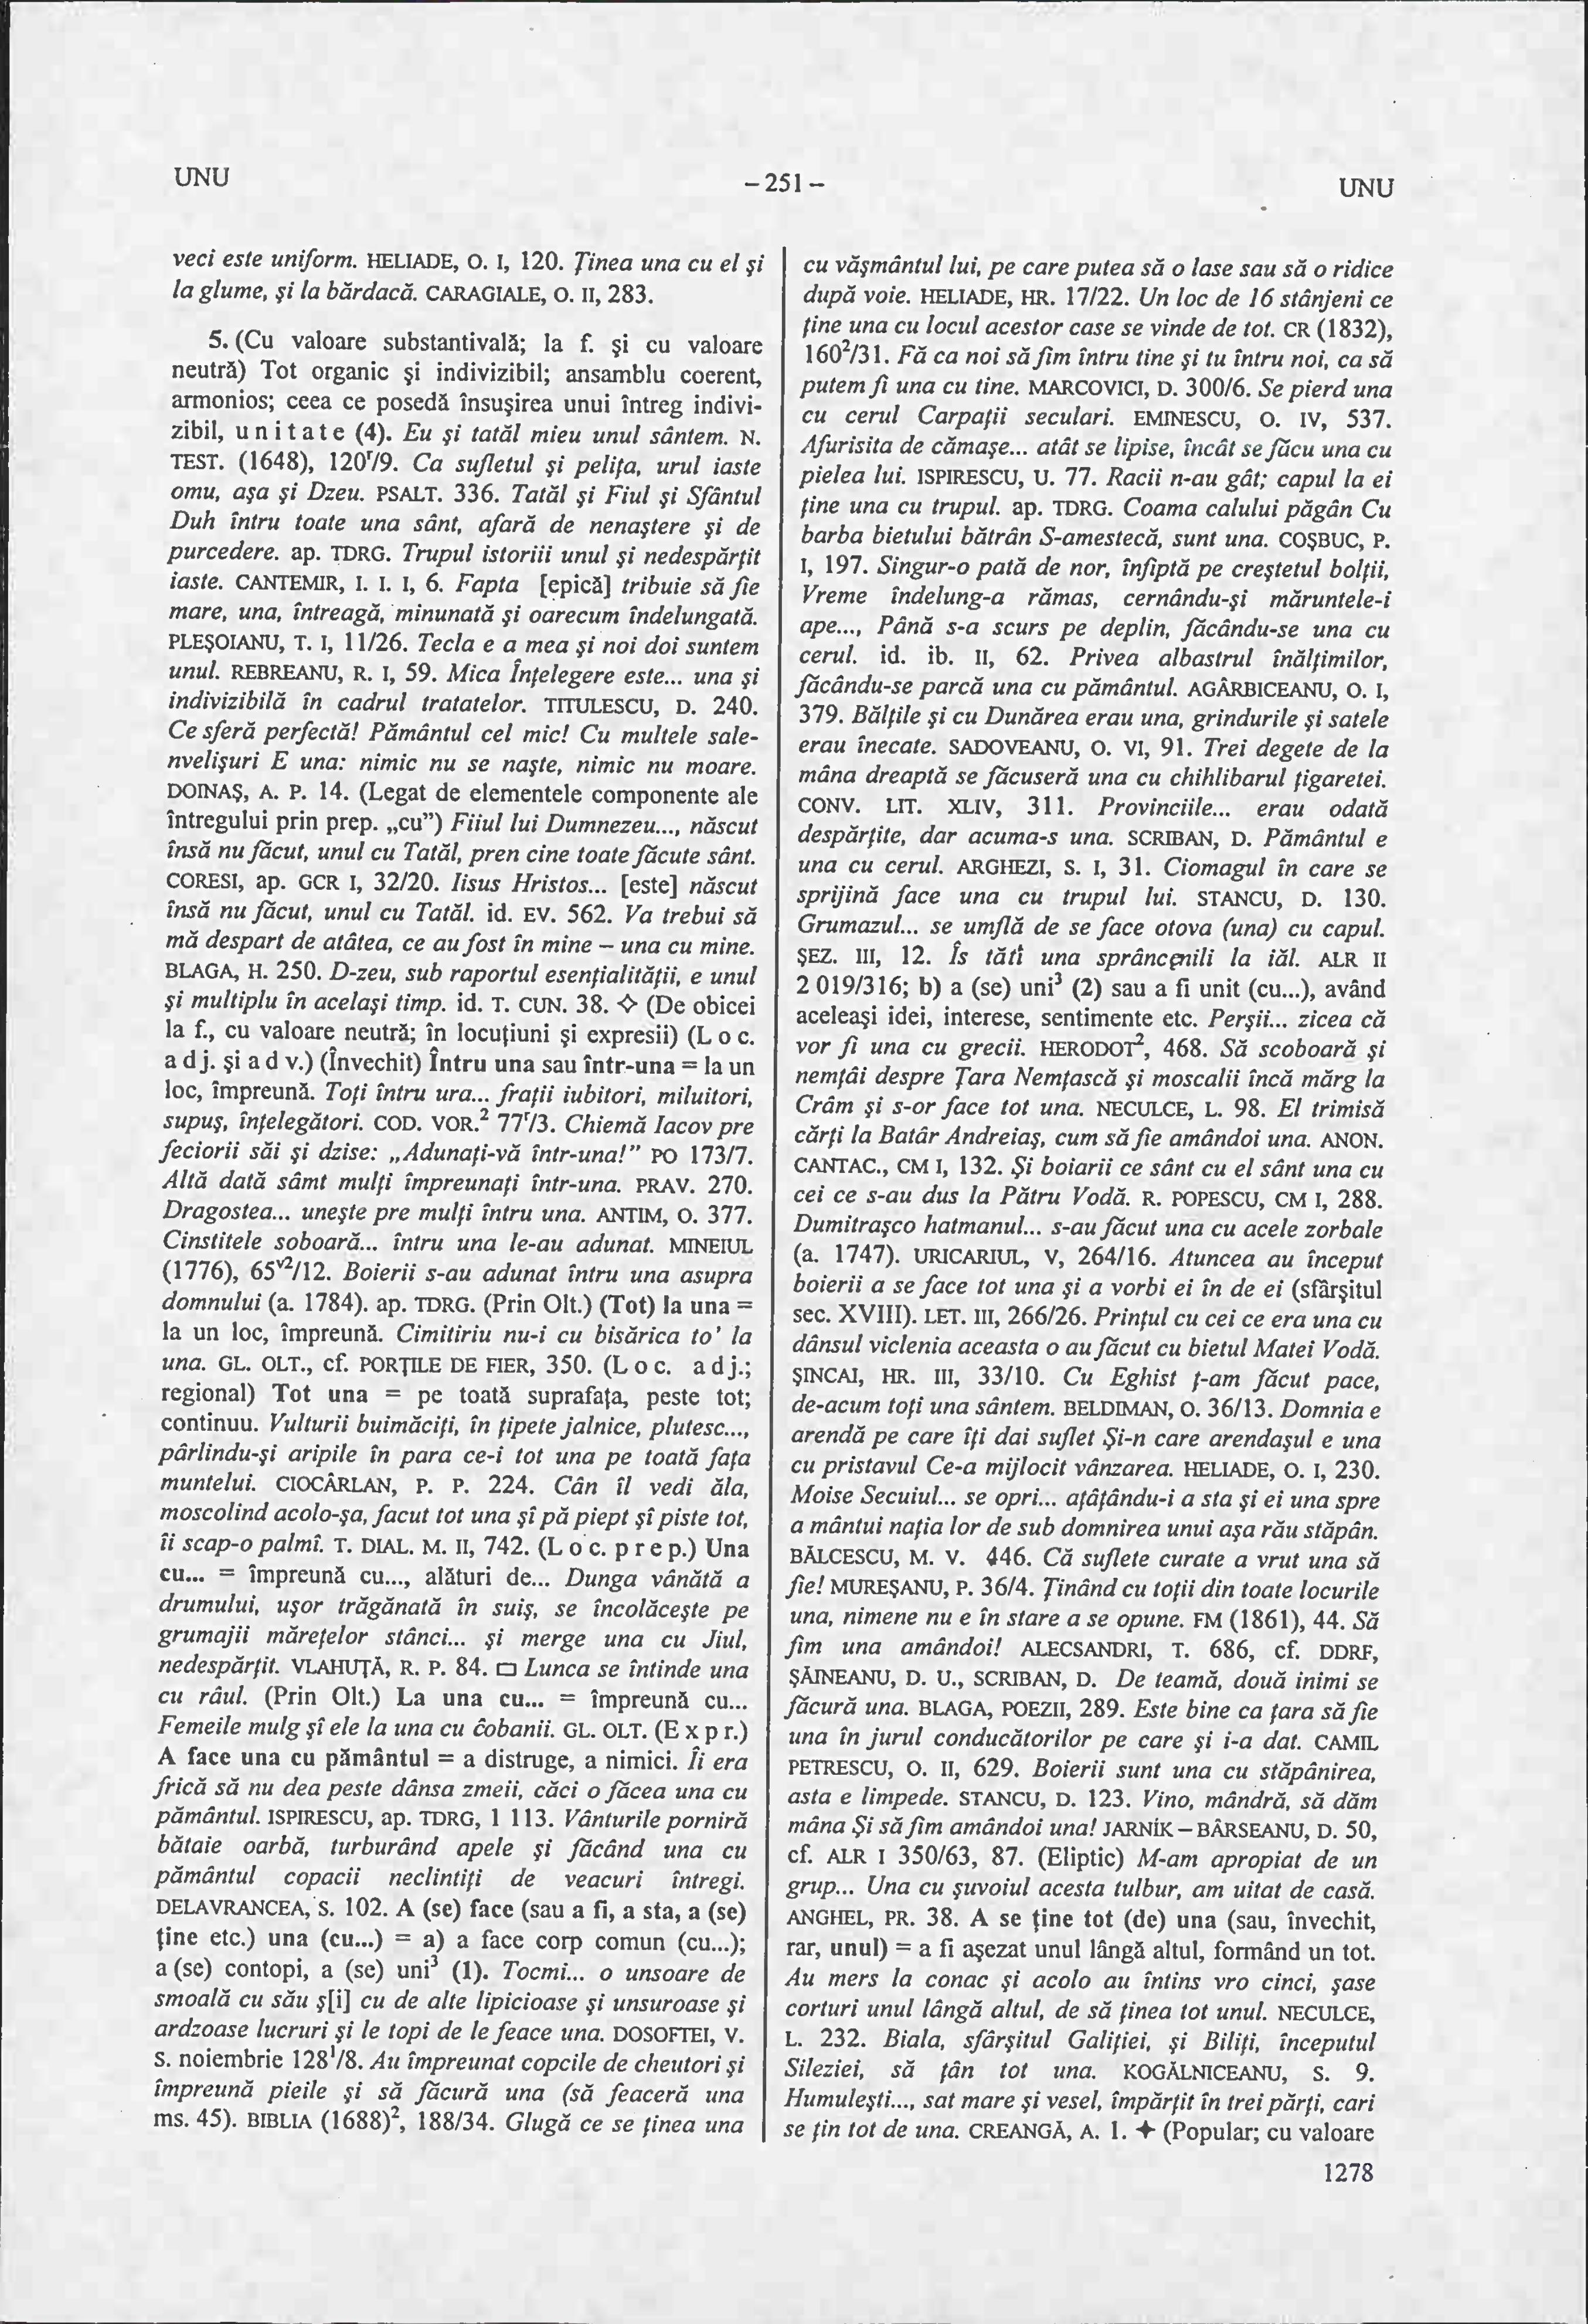 UNU
– 251 –
UNU
veci este uniform. HELIADE, O. I, 120. Ţinea una cu el şi
la glume, şi la bărdacă. CARAGIALE, O. II, 283.
5. (Cu valoare substantivală; la f. şi cu valoare
neutră) Tot organic şi indivizibil; ansamblu coerent,
armonios; ceea ce posedă însuşirea unui întreg indivi-
zibil, unitate (4). Eu şi tatăl mieu unul sântem. N.
TEST. (1648), 120ʳ/9. Ca sufletul şi peliţa, urul iaste
omu, aşa şi Dzeu. PSALT. 336. Tatăl şi Fiul şi Sfântul
Duh întru toate una sânt, afară de nenaştere şi de
purcedere. ap. TDRG. Trupul istoriii unul şi nedespărţit
iaste. CANTEMIR, I. I. I, 6. Fapta [epică] tribuie să fie
mare, una, întreagă, minunată şi oarecum îndelungată.
PLEŞOIANU, T. I, 11/26. Tecla e a mea şi noi doi suntem
unul. REBREANU, R. I, 59. Mica Înţelegere este... una şi
indivizibilă în cadrul tratatelor. TITULESCU, D. 240.
Ce sferă perfectă! Pământul cel mic! Cu multele sale-
nvelişuri E una: nimic nu se naşte, nimic nu moare.
DOINAŞ, A. P. 14. (Legat de elementele componente ale
întregului prin prep. „cu”) Fiiul lui Dumnezeu..., născut
însă nu făcut, unul cu Tatăl, pren cine toate făcute sânt.
CORESI, ap. GCR I, 32/20. Iisus Hristos... [este] născut
însă nu făcut, unul cu Tatăl. id. EV. 562. Va trebui să
mă despart de atâtea, ce au fost în mine – una cu mine.
BLAGA, H. 250. D-zeu, sub raportul esenţialităţii, e unul
şi multiplu în acelaşi timp. id. T. CUN. 38. ◇ (De obicei
la f., cu valoare neutră; în locuţiuni şi expresii) (Loc.
adj. şi adv.) (Învechit) Întru una sau într-una = la un
loc, împreună. Toţi întru ura... fraţii iubitori, miluitori,
supuş, înţelegători. COD. VOR.² 77ʳ/3. Chiemă Iacov pre
feciorii săi şi dzise: „Adunaţi-vă într-una!” PO 173/7.
Altă dată sâmt mulţi împreunaţi într-una. PRAV. 270.
Dragostea... uneşte pre mulţi întru una. ANTIM, O. 377.
Cinstitele soboară... întru una le-au adunat. MINEIUL
(1776), 65ᵛ²/12. Boierii s-au adunat întru una asupra
domnului (a. 1784). ap. TDRG. (Prin Olt.) (Tot) la una =
la un loc, împreună. Cimitiriu nu-i cu bisărica to’ la
una. GL. OLT., cf. PORŢILE DE FIER, 350. (Loc. adj.;
regional) Tot una = pe toată suprafaţa, peste tot;
continuu. Vulturii buimăciţi, în ţipete jalnice, plutesc...,
pârlindu-şi aripile în para ce-i tot una pe toată faţa
muntelui. CIOCÂRLAN, P. P. 224. Cân îl vedi ăla,
moscolind acolo-şa, facut tot una şî pă piept şî piste tot,
îi scap-o palmî. T. DIAL. M. II, 742. (Loc. prep.) Una
cu... = împreună cu..., alături de... Dunga vânătă a
drumului, uşor trăgănată în suiş, se încolăceşte pe
grumajii măreţelor stânci... şi merge una cu Jiul,
nedespărţit. VLAHUŢĂ, R. P. 84. ▭ Lunca se întinde una
cu râul. (Prin Olt.) La una cu... = împreună cu...
Femeile mulg şî ele la una cu ĉobanii. GL. OLT. (Expr.)
A face una cu pământul = a distruge, a nimici. Îi era
frică să nu dea peste dânsa zmeii, căci o făcea una cu
pământul. ISPIRESCU, ap. TDRG, 1 113. Vânturile porniră
bătaie oarbă, turburând apele şi făcând una cu
pământul copacii neclintiţi de veacuri întregi.
DELAVRANCEA, S. 102. A (se) face (sau a fi, a sta, a (se)
ţine etc.) una (cu...) = a) a face corp comun (cu...);
a (se) contopi, a (se) uni³ (1). Tocmi... o unsoare de
smoală cu său ş[i] cu de alte lipicioase şi unsuroase şi
ardzoase lucruri şi le topi de le feace una. DOSOFTEI, V.
S. noiembrie 128¹/8. Au împreunat copcile de cheutori şi
împreună pieile şi să făcură una (să feaceră una
ms. 45). BIBLIA (1688)², 188/34. Glugă ce se ţinea una
cu văşmântul lui, pe care putea să o lase sau să o ridice
după voie. HELIADE, HR. 17/22. Un loc de 16 stânjeni ce
ţine una cu locul acestor case se vinde de tot. CR (1832),
160²/31. Fă ca noi să fim întru tine şi tu întru noi, ca să
putem fi una cu tine. MARCOVICI, D. 300/6. Se pierd una
cu cerul Carpaţii seculari. EMINESCU, O. IV, 537.
Afurisita de cămaşe... atât se lipise, încât se făcu una cu
pielea lui. ISPIRESCU, U. 77. Racii n-au gât; capul la ei
ţine una cu trupul. ap. TDRG. Coama calului păgân Cu
barba bietului bătrân S-amestecă, sunt una. COŞBUC, P.
I, 197. Singur-o pată de nor, înfiptă pe creştetul bolţii,
Vreme îndelung-a rămas, cernându-şi măruntele-i
ape..., Până s-a scurs pe deplin, făcându-se una cu
cerul. id. ib. II, 62. Privea albastrul înălţimilor,
făcându-se parcă una cu pământul. AGÂRBICEANU, O. I,
379. Bălţile şi cu Dunărea erau una, grindurile şi satele
erau înecate. SADOVEANU, O. VI, 91. Trei degete de la
mâna dreaptă se făcuseră una cu chihlibarul ţigaretei.
CONV. LIT. XLIV, 311. Provinciile... erau odată
despărţite, dar acuma-s una. SCRIBAN, D. Pământul e
una cu cerul. ARGHEZI, S. I, 31. Ciomagul în care se
sprijină face una cu trupul lui. STANCU, D. 130.
Grumazul... se umflă de se face otova (una) cu capul.
ŞEZ. III, 12. Îs tăti una la iăl. ALR II
2 019/316; b) a (se) uni³ (2) sau a fi unit (cu...), având
aceleaşi idei, interese, sentimente etc. Perşii... zicea că
vor fi una cu grecii. HERODOT², 468. Să scoboară şi
nemţâi despre Ţara Nemţască şi moscalii încă mărg la
Crâm şi s-or face tot una. NECULCE, L. 98. El trimisă
cărţi la Batâr Andreiaş, cum să fie amândoi una. ANON.
CANTAC., CM I, 132. Şi boiarii ce sânt cu el sânt una cu
cei ce s-au dus la Pătru Vodă. R. POPESCU, CM I, 288.
Dumitraşco hatmanul... s-au făcut una cu acele zorbale
(a. 1747). URICARIUL, V, 264/16. Atuncea au început
boierii a se face tot una şi a vorbi ei în de ei (sfârşitul
sec. XVIII). LET. III, 266/26. Prinţul cu cei ce era una cu
dânsul viclenia aceasta o au făcut cu bietul Matei Vodă.
ŞINCAI, HR. III, 33/10. Cu Eghist ţ-am făcut pace,
de-acum toţi una sântem. BELDIMAN, O. 36/13. Domnia e
arendă pe care îţi dai suflet Şi-n care arendaşul e una
cu pristavul Ce-a mijlocit vânzarea. HELIADE, O. I, 230.
Moise Secuiul... se opri... aţâţându-i a sta şi ei una spre
a mântui naţia lor de sub domnirea unui aşa rău stăpân.
BĂLCESCU, M. V. 446. Că suflete curate a vrut una să
fie! MUREŞANU, P. 36/4. Ţinând cu toţii din toate locurile
una, nimene nu e în stare a se opune. FM (1861), 44. Să
fim una amândoi! ALECSANDRI, T. 686, cf. DDRF,
ŞĂINEANU, D. U., SCRIBAN, D. De teamă, două inimi se
făcură una. BLAGA, POEZII, 289. Este bine ca ţara să fie
una în jurul conducătorilor pe care şi i-a dat. CAMIL
PETRESCU, O. II, 629. Boierii sunt una cu stăpânirea,
asta e limpede. STANCU, D. 123. Vino, mândră, să dăm
mâna Şi să fim amândoi una! JARNÍK – BÂRSEANU, D. 50,
cf. ALR I 350/63, 87. (Eliptic) M-am apropiat de un
grup... Una cu şuvoiul acesta tulbur, am uitat de casă.
ANGHEL, PR. 38. A se ţine tot (de) una (sau, învechit,
rar, unul) = a fi aşezat unul lângă altul, formând un tot.
Au mers la conac şi acolo au întins vro cinci, şase
corturi unul lângă altul, de să ţinea tot unul. NECULCE,
L. 232. Biala, sfârşitul Galiţiei, şi Biliţi, începutul
Sileziei, să ţân tot una. KOGĂLNICEANU, S. 9.
Humuleşti..., sat mare şi vesel, împărţit în trei părţi, cari
se ţin tot de una. CREANGĂ, A. 1. ✦ (Popular; cu valoare
1278